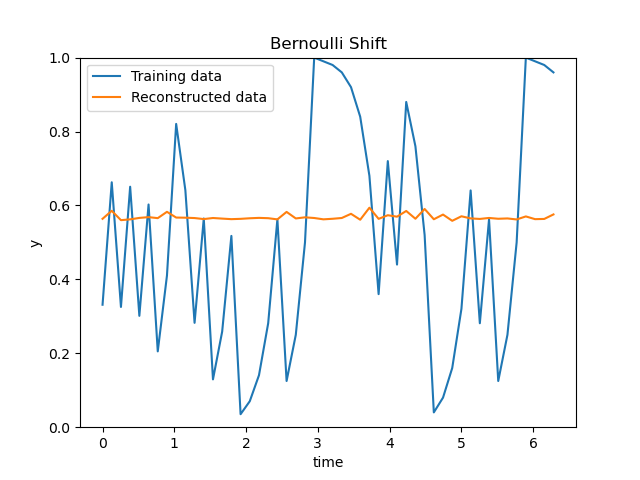 Bernoulli Shift
Training data
Reconstructed data
y
1.0
0.8
0.6
0.4
0.2
0.0
0 1 2 3 4 5 6
time